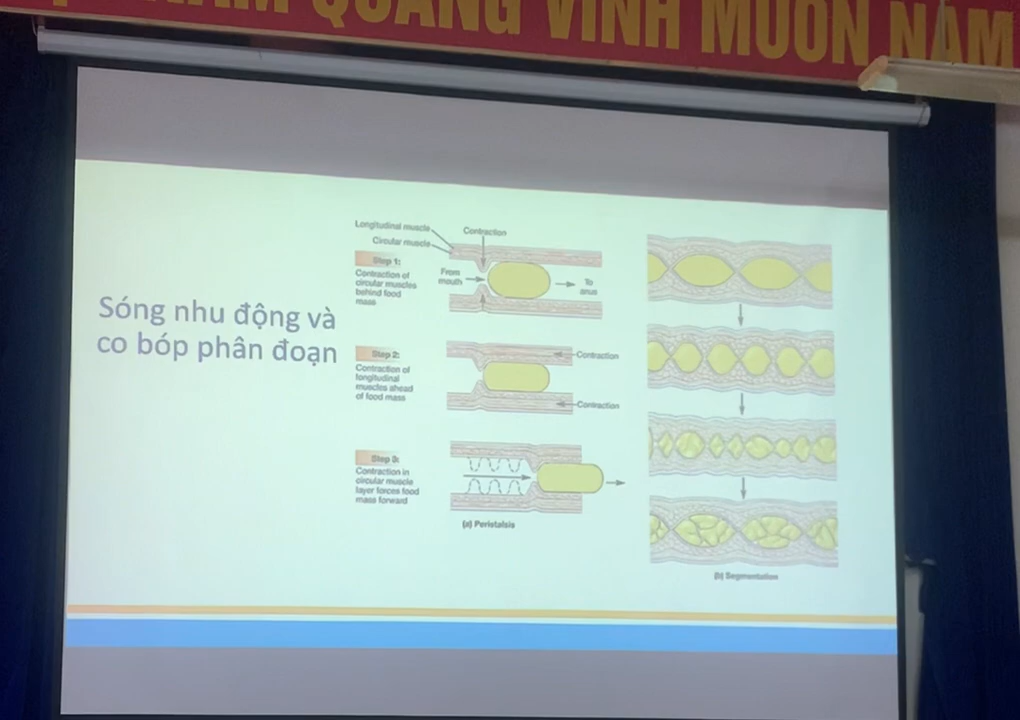 QUANG VINH MUÔN NĂM
Sóng nhu động và
co bóp phân đoạn
Longitudinal muscle
Circular muscle
Contraction
Step 1:
Contraction of
circular muscles
behind food
mass
From
mouth
To
anus
Step 2:
Contraction of
longitudinal
muscles ahead
of food mass
Contraction
Contraction
Step 3:
Contraction in
circular muscle
layer forces food
mass forward
(a) Peristalsis
(b) Segmentation